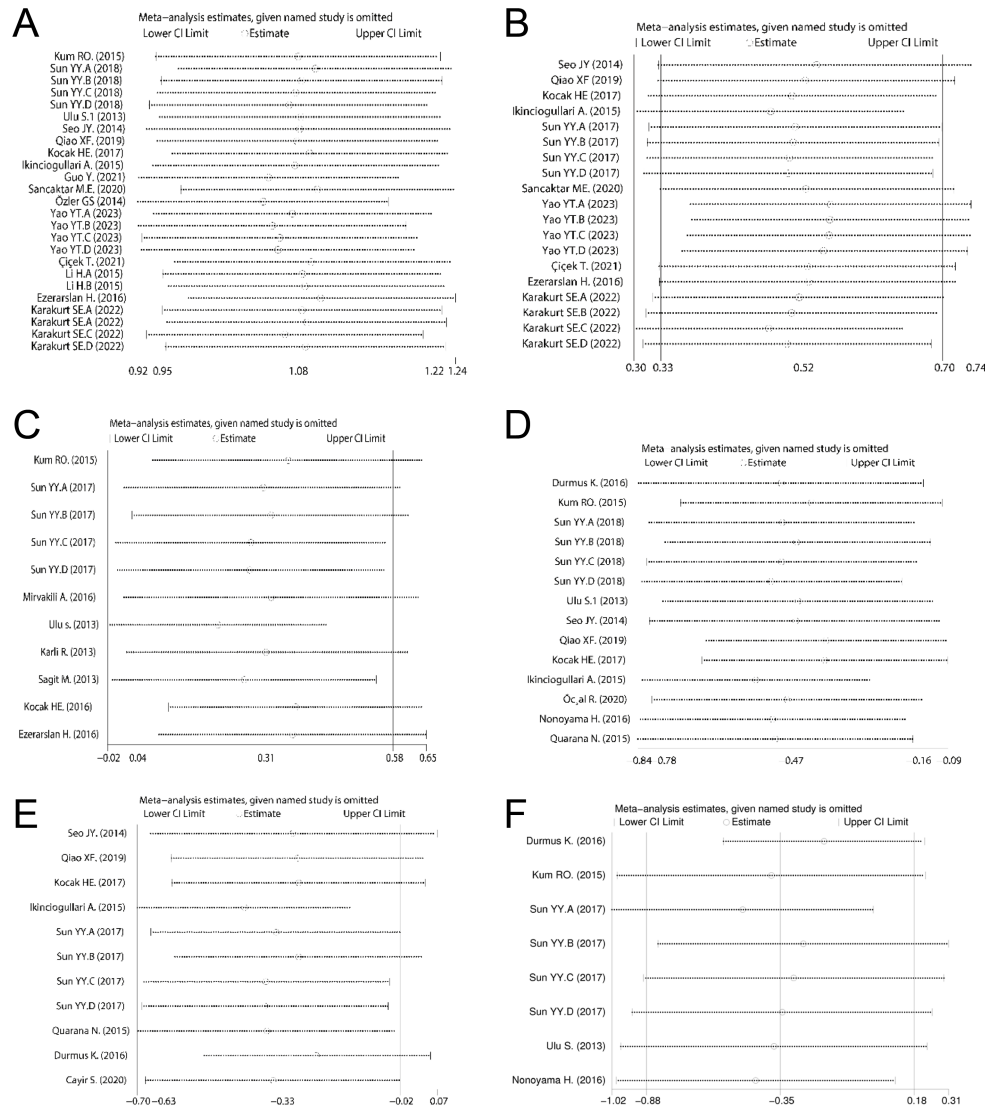 A
Meta-analysis estimates, given named study is omitted
Lower CI Limit Estimate Upper CI Limit
Kum RO. (2015)
Sun YY.A (2018)
Sun YY.B (2018)
Sun YY.C (2018)
Sun YY.D (2018)
Ulu S.1 (2013)
Seo JY. (2014)
Qiao XF. (2019)
Kocak HE. (2017)
Ikinciogullari A. (2015)
Guo Y. (2021)
Sancaktar M.E. (2020)
Özler GS (2014)
Yao YT.A (2023)
Yao YT.B (2023)
Yao YT.C (2023)
Yao YT.D (2023)
Çiçek T. (2021)
Li H.A (2015)
Li H.B (2015)
Ezerarslan H. (2016)
Karakurt SE.A (2022)
Karakurt SE.A (2022)
Karakurt SE.C (2022)
Karakurt SE.D (2022)
0.92 0.95 1.08 1.22 1.24
B
Meta-analysis estimates, given named study is omitted
Lower CI Limit Estimate Upper CI Limit
Seo JY (2014)
Qiao XF (2019)
Kocak HE (2017)
Ikinciogullari A. (2015)
Sun YY.A (2017)
Sun YY.B (2017)
Sun YY.C (2017)
Sun YY.D (2017)
Sancaktar ME. (2020)
Yao YT.A (2023)
Yao YT.B (2023)
Yao YT.C (2023)
Yao YT.D (2023)
Çiçek T. (2021)
Ezerarslan H. (2016)
Karakurt SE.A (2022)
Karakurt SE.B (2022)
Karakurt SE.C (2022)
Karakurt SE.D (2022)
0.30 0.33 0.52 0.70 0.74
C
Meta-analysis estimates, given named study is omitted
Lower CI Limit Estimate Upper CI Limit
Kum RO. (2015)
Sun YY.A (2017)
Sun YY.B (2017)
Sun YY.C (2017)
Sun YY.D (2017)
Mirvakili A. (2016)
Ulu s. (2013)
Karli R. (2013)
Sagit M. (2013)
Kocak HE. (2016)
Ezerarslan H. (2016)
-0.02 0.04 0.31 0.58 0.65
D
Meta analysis estimates, given named study is omitted
Lower CI Limit Estimate Upper CI Limit
Durmus K. (2016)
Kum RO. (2015)
Sun YY.A (2018)
Sun YY.B (2018)
Sun YY.C (2018)
Sun YY.D (2018)
Ulu S.1 (2013)
Seo JY. (2014)
Qiao XF. (2019)
Kocak HE. (2017)
Ikinciogullari A. (2015)
Öc¸al R. (2020)
Nonoyama H. (2016)
Quarana N. (2015)
-0.84 0.78 -0.47 0.16 0.09
E
Meta-analysis estimates, given named study is omitted
Lower CI Limit Estimate Upper CI Limit
Seo JY. (2014)
Qiao XF. (2019)
Kocak HE. (2017)
Ikinciogullari A. (2015)
Sun YY.A (2017)
Sun YY.B (2017)
Sun YY.C (2017)
Sun YY.D (2017)
Quarana N. (2015)
Durmus K. (2016)
Cayir S. (2020)
-0.70 -0.63 -0.33 -0.02 0.07
F
Meta-analysis estimates, given named study is omitted
Lower CI Limit Estimate Upper CI Limit
Durmus K. (2016)
Kum RO. (2015)
Sun YY.A (2017)
Sun YY.B (2017)
Sun YY.C (2017)
Sun YY.D (2017)
Ulu S. (2013)
Nonoyama H. (2016)
-1.02 -0.88 -0.35 0.18 0.31